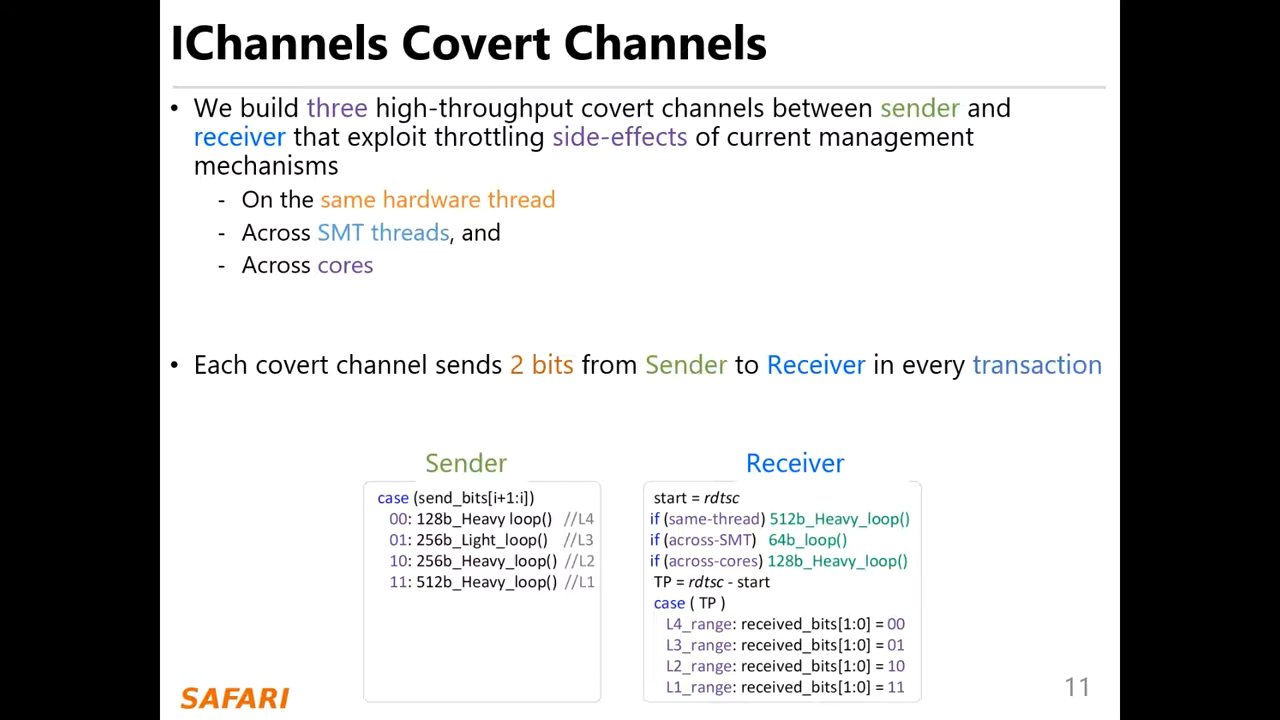 IChannels Covert Channels
• We build three high-throughput covert channels between sender and
receiver that exploit throttling side-effects of current management
mechanisms
- On the same hardware thread
- Across SMT threads, and
- Across cores
• Each covert channel sends 2 bits from Sender to Receiver in every transaction
Sender
case (send_bits[i+1:i])
00: 128b_Heavy loop() //L4
01: 256b_Light_loop() //L3
10: 256b_Heavy_loop() //L2
11: 512b_Heavy_loop() //L1
Receiver
start = rdtsc
if (same-thread) 512b_Heavy_loop()
if (across-SMT) 64b_loop()
if (across-cores) 128b_Heavy_loop()
TP = rdtsc - start
case ( TP )
L4_range: received_bits[1:0] = 00
L3_range: received_bits[1:0] = 01
L2_range: received_bits[1:0] = 10
L1_range: received_bits[1:0] = 11
SAFARI
11